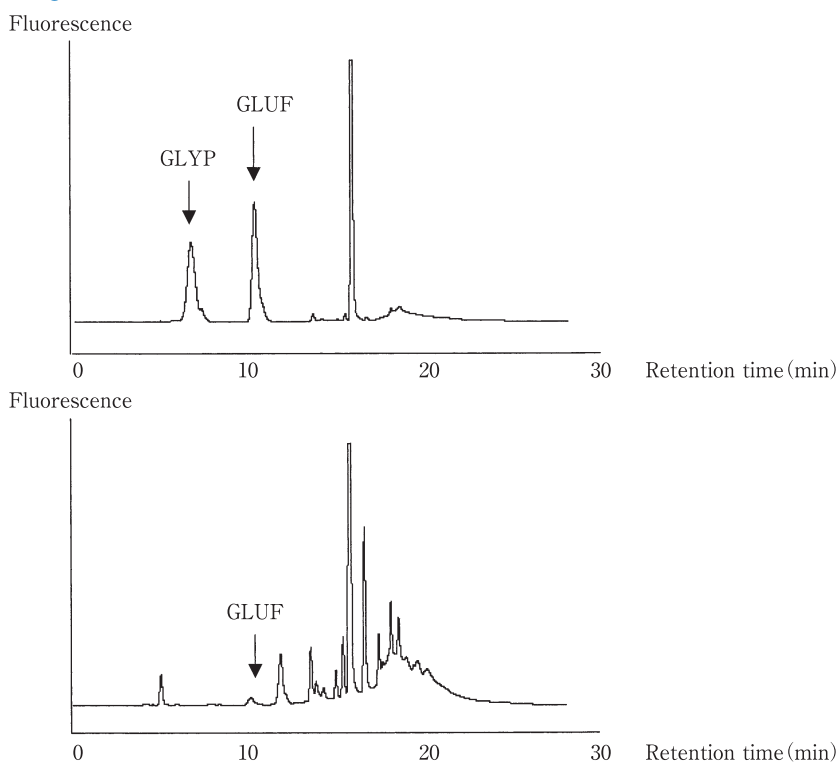 Fluorescence
GLUF
GLYP
0 10 20 30 Retention time (min)
Fluorescence
GLUF
0 10 20 30 Retention time (min)